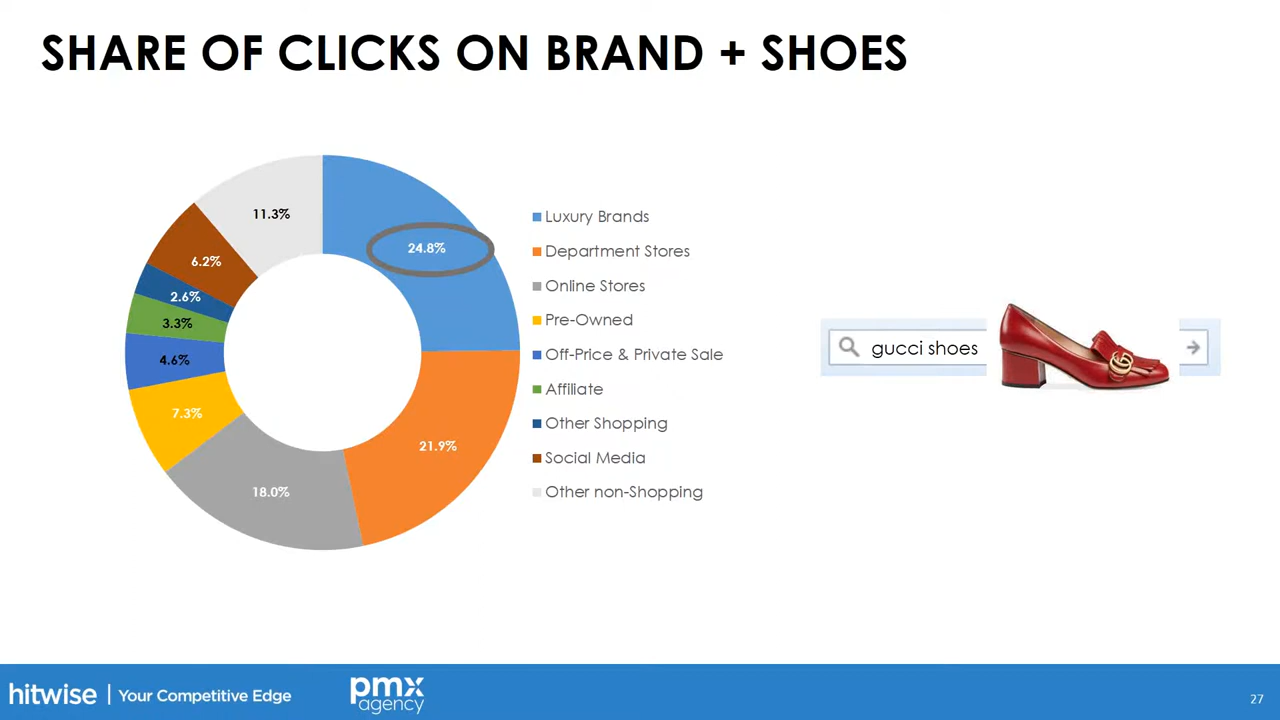 SHARE OF CLICKS ON BRAND + SHOES
11.3%
24.8%
6.2%
2.6%
3.3%
4.6%
7.3%
18.0%
21.9%
Luxury Brands
Department Stores
Online Stores
Pre-Owned
Off-Price & Private Sale
Affiliate
Other Shopping
Social Media
Other non-Shopping
gucci shoes
hitwise | Your Competitive Edge
pmx
agency
27